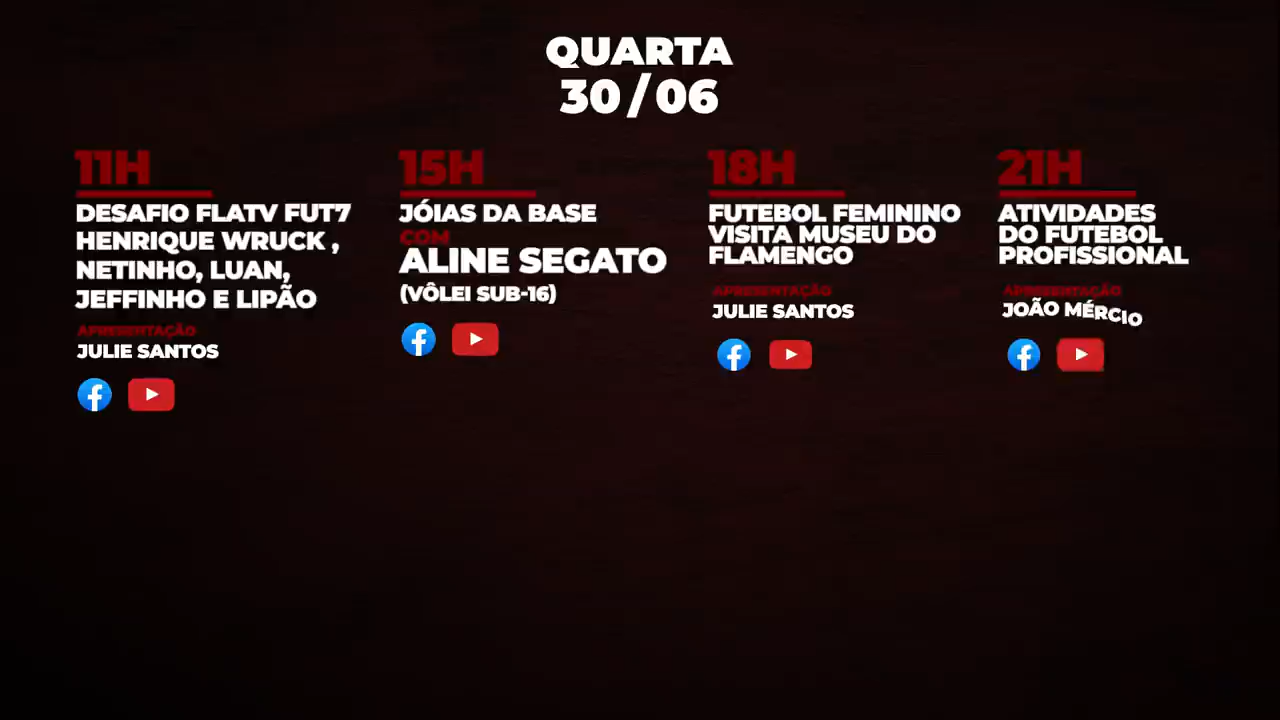 QUARTA
30/06
11H
DESAFIO FLATV FUT7
HENRIQUE WRUCK ,
NETINHO, LUAN,
JEFFINHO E LIPÃO
APRESENTAÇÃO
JULIE SANTOS
15H
JÓIAS DA BASE
COM
ALINE SEGATO
(VÔLEI SUB-16)
18H
FUTEBOL FEMININO
VISITA MUSEU DO
FLAMENGO
APRESENTAÇÃO
JULIE SANTOS
21H
ATIVIDADES
DO FUTEBOL
PROFISSIONAL
APRESENTAÇÃO
JOÃO MÉRCIO